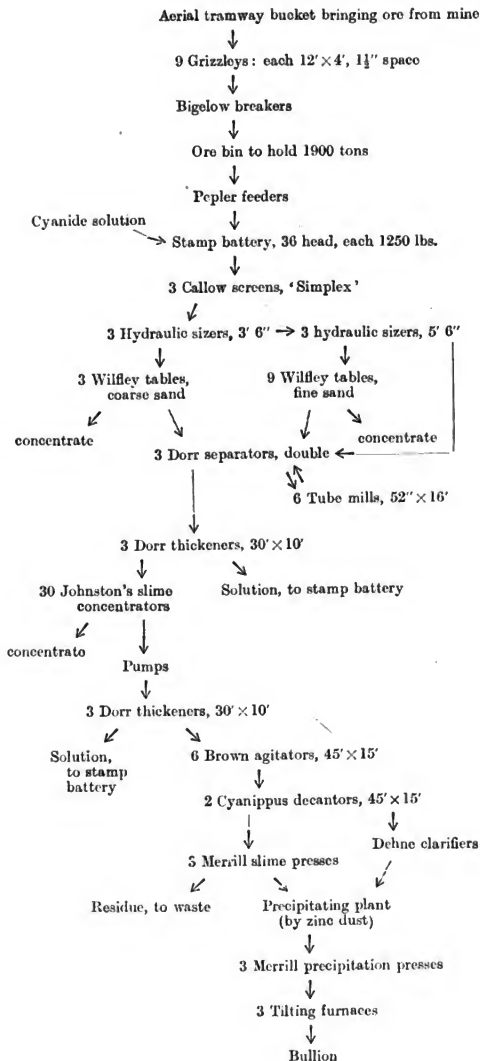 Aerial tramway bucket bringing ore from mine
9 Grizzleys: each 12′ × 4′, 1½″ space
Bigelow breakers
Ore bin to hold 1900 tons
Pepler feeders
Cyanide solution
Stamp battery, 36 head, each 1250 lbs.
3 Callow screens, ‘Simplex’
3 Hydraulic sizers, 3′ 6″ → 3 hydraulic sizers, 5′ 6″
3 Wilfley tables,
coarse sand
9 Wilfley tables,
fine sand
concentrate
concentrate
3 Dorr separators, double
6 Tube mills, 52″ × 16′
3 Dorr thickeners, 30′ × 10′
30 Johnston's slime
concentrators
Solution, to stamp battery
concentrate
Pumps
3 Dorr thickeners, 30′ × 10′
Solution,
to stamp
battery
6 Brown agitators, 45′ × 15′
2 Cyanippus decantors, 45′ × 15′
Dehne clarifiers
5 Merrill slime presses
Residue, to waste
Precipitating plant
(by zinc dust)
3 Merrill precipitation presses
3 Tilting furnaces
Bullion